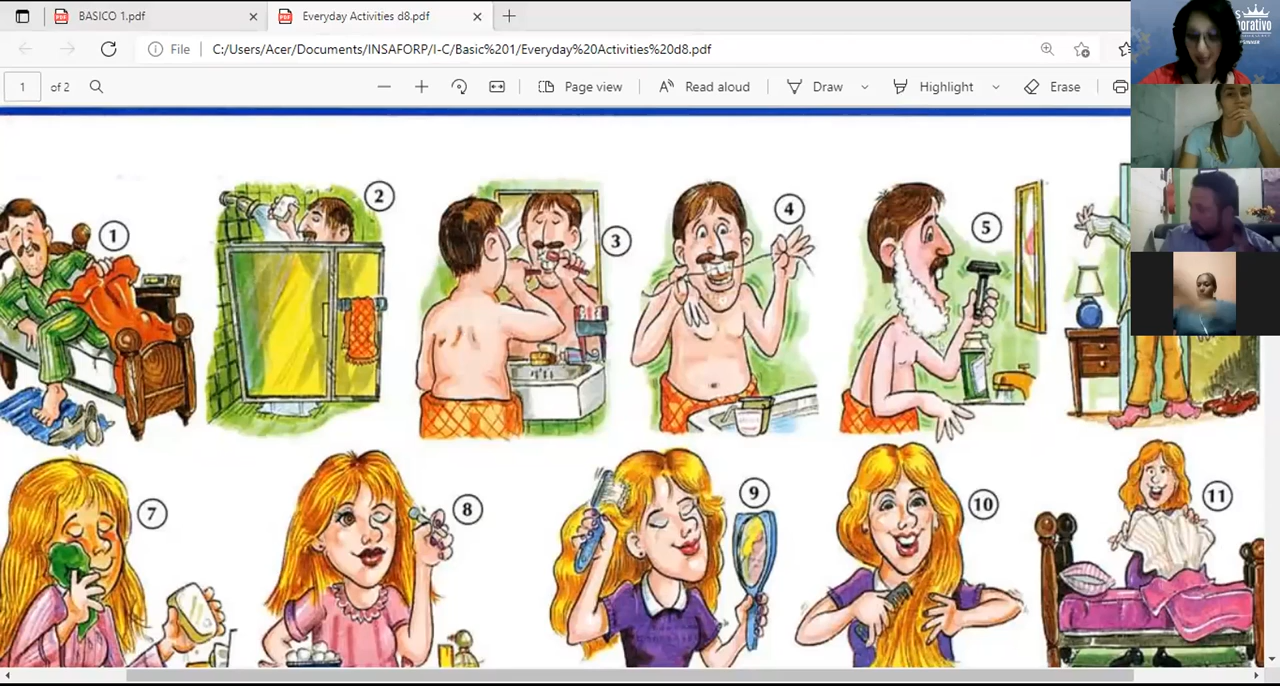 BASICO 1.pdf
Everyday Activities d8.pdf
File
C:/Users/Acer/Documents/INSAFORP/I-C/Basic%201/Everyday%20Activities%20d8.pdf
1 of 2
Page view
Read aloud
Draw
Highlight
Erase
1
2
3
4
5
7
8
9
10
11